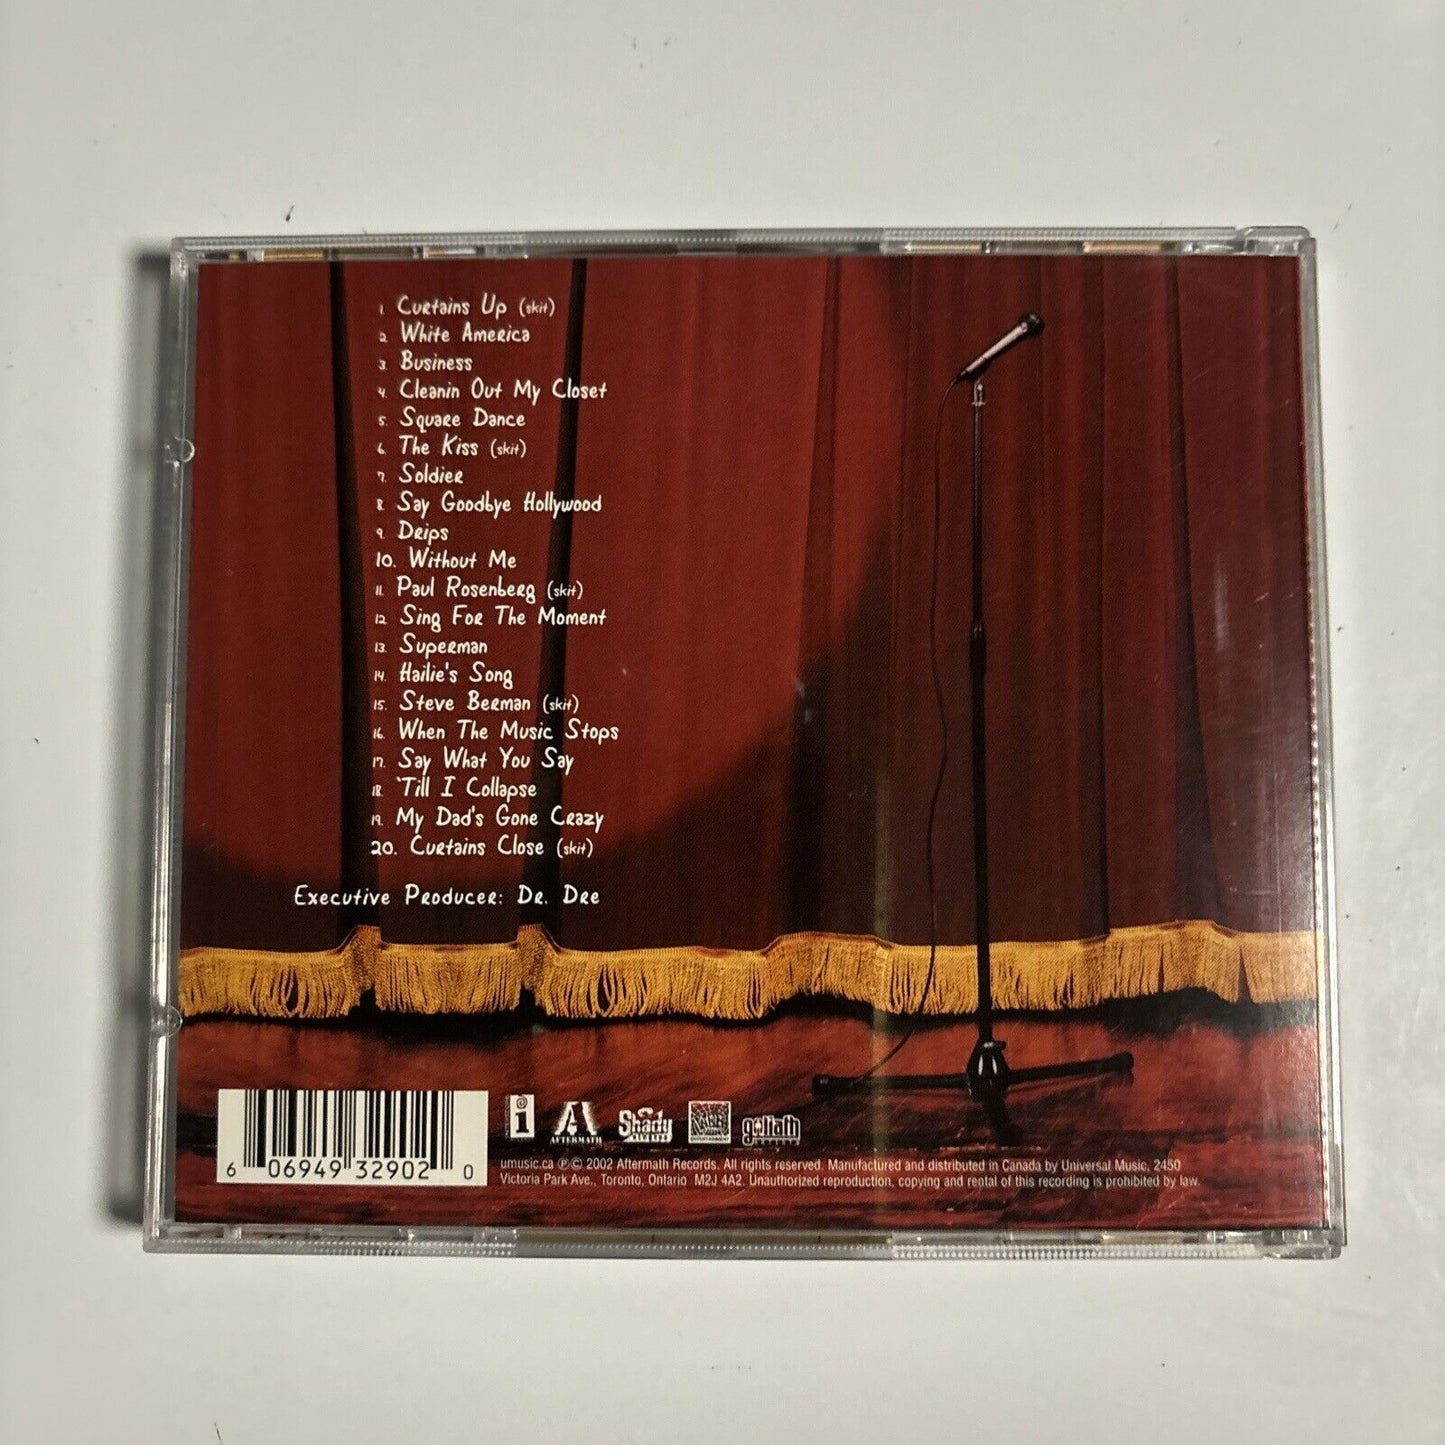 1. Curtains Up (skit)
2. White America
3. Business
4. Cleanin Out My Closet
5. Square Dance
6. The Kiss (skit)
7. Soldier
8. Say Goodbye Hollywood
9. Drips
10. Without Me
11. Paul Rosenberg (skit)
12. Sing For The Moment
13. Superman
14. Hailie's Song
15. Steve Berman (skit)
16. When The Music Stops
17. Say What You Say
18. 'Till I Collapse
19. My Dad's Gone Crazy
20. Curtains Close (skit)
Executive Producer: Dr. Dre
6 06949 32902 0
i AFTERMATH Shady goliath
umusic.ca ℗© 2002 Aftermath Records. All rights reserved. Manufactured and distributed in Canada by Universal Music, 2450
Victoria Park Ave., Toronto, Ontario M2J 4A2. Unauthorized reproduction, copying and rental of this recording is prohibited by law.